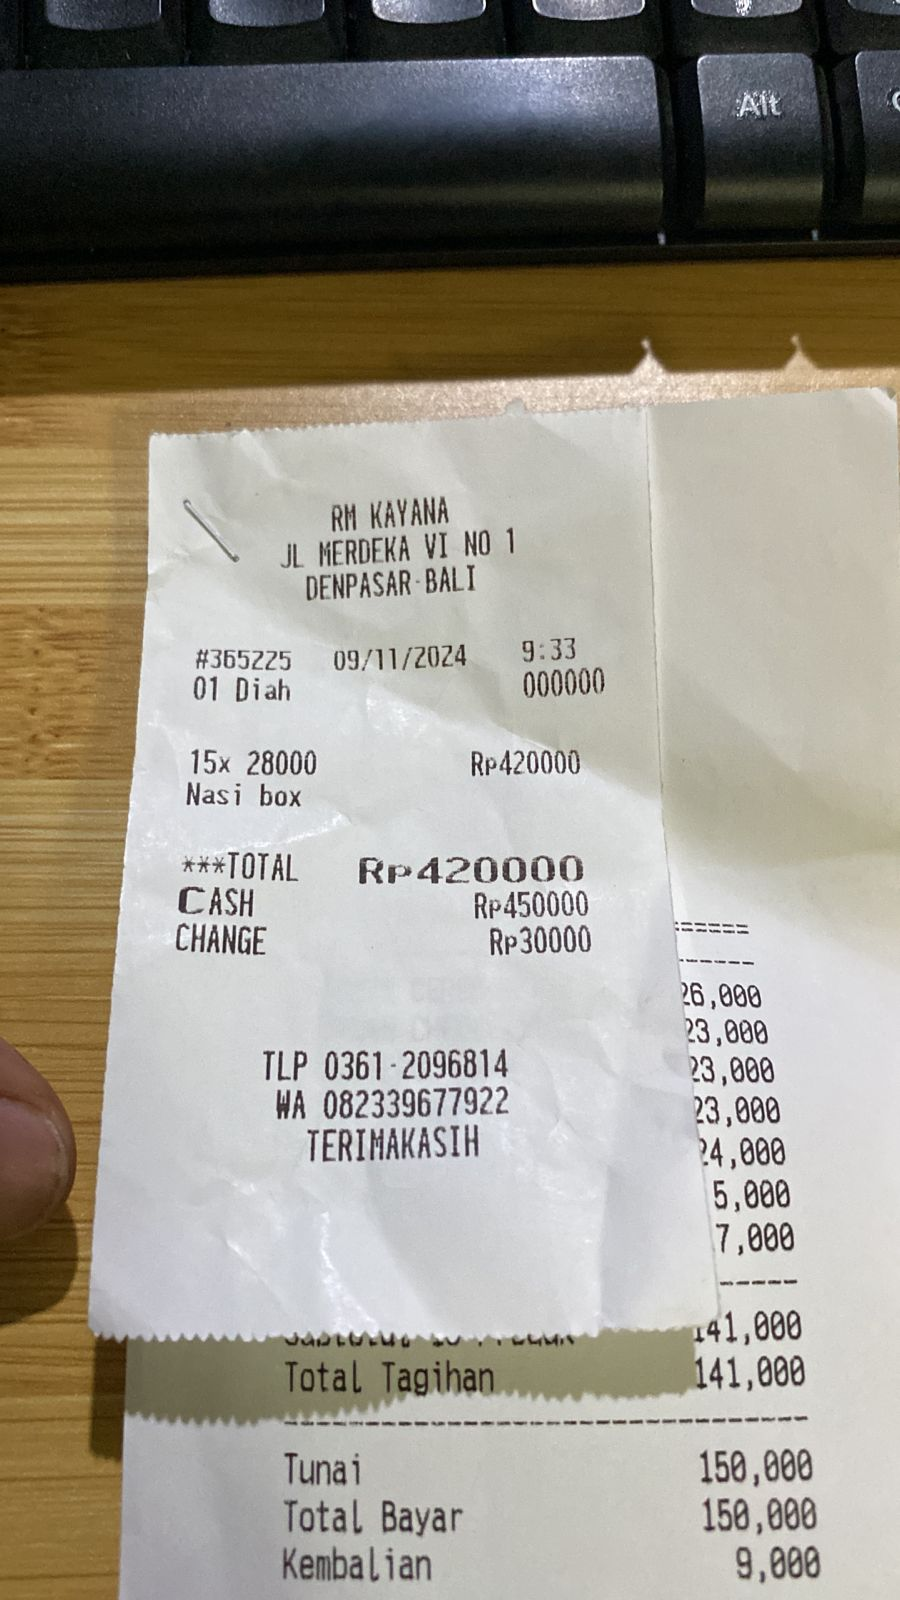 Alt
RM KAYANA
JL MERDEKA VI NO 1
DENPASAR-BALI
#365225 09/11/2024 9:33
01 Diah 000000
15x 28000 Rp420000
Nasi box
***TOTAL Rp420000
CASH Rp450000
CHANGE Rp30000
TLP 0361-2096814
WA 082339677922
TERIMAKASIH
======
------
26,000
23,000
23,000
23,000
24,000
5,000
7,000
-----
141,000
Total Tagihan 141,000
--------------------------------
Tunai 150,000
Total Bayar 150,000
Kembalian 9,000